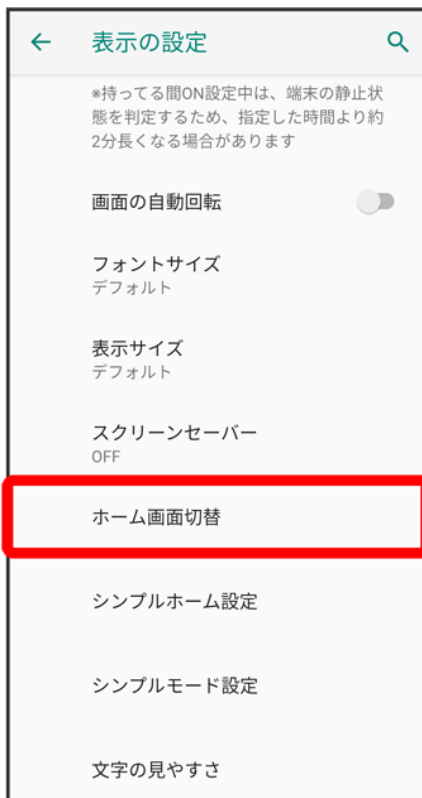 表示の設定
※持ってる間ON設定中は、端末の静止状
態を判定するため、指定した時間より約
2分長くなる場合があります
画面の自動回転
フォントサイズ
デフォルト
表示サイズ
デフォルト
スクリーンセーバー
OFF
ホーム画面切替
シンプルホーム設定
シンプルモード設定
文字の見やすさ